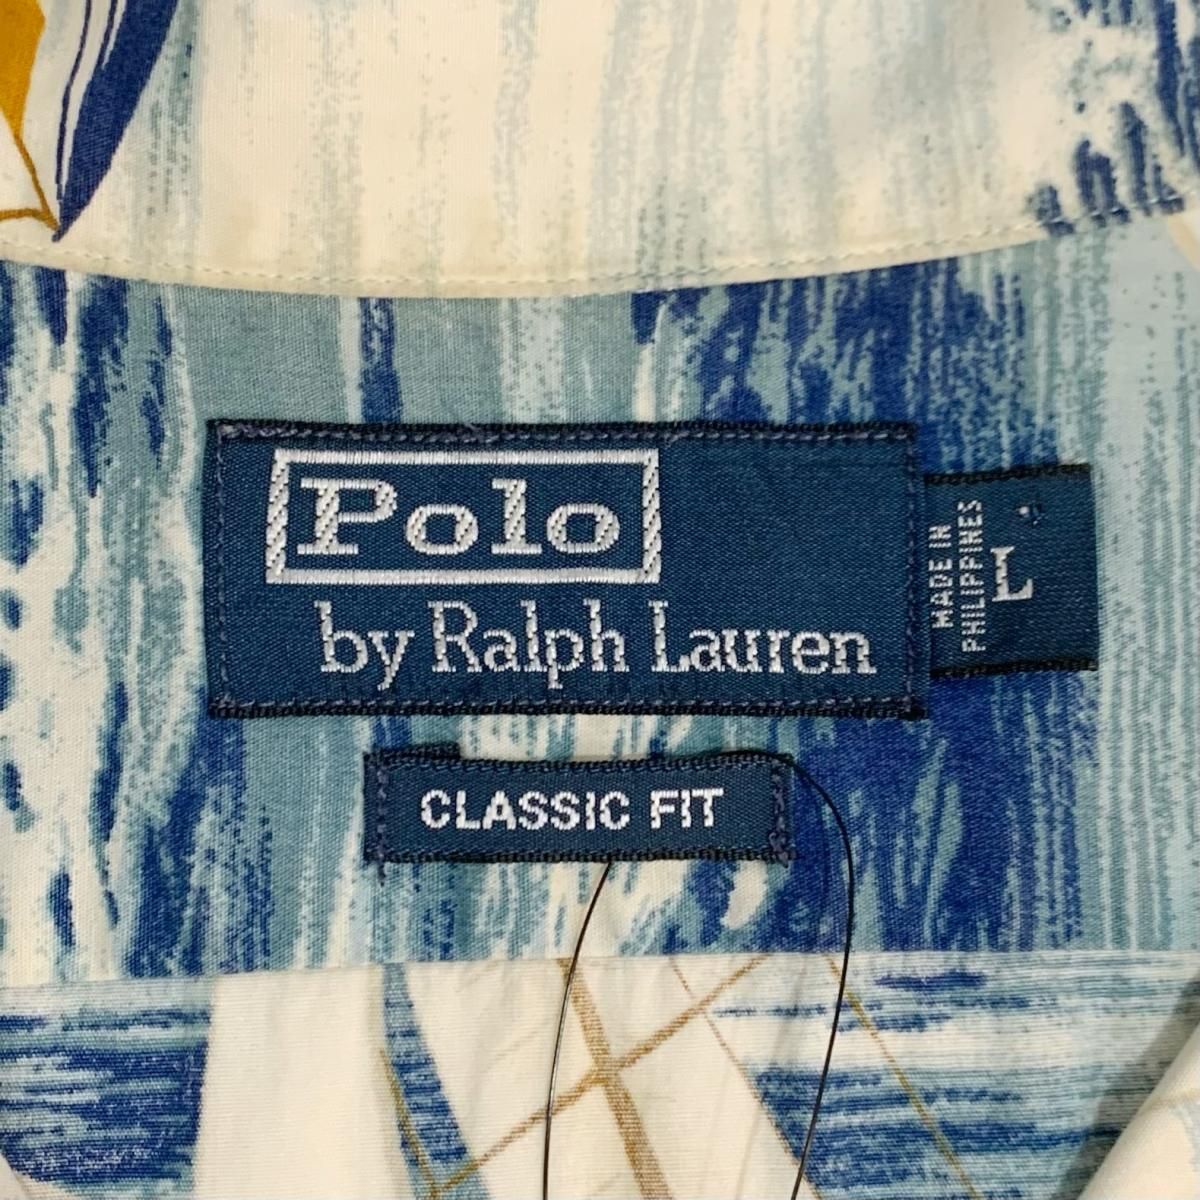 Polo
by Ralph Lauren
MADE IN
PHILIPPINES
L
CLASSIC FIT